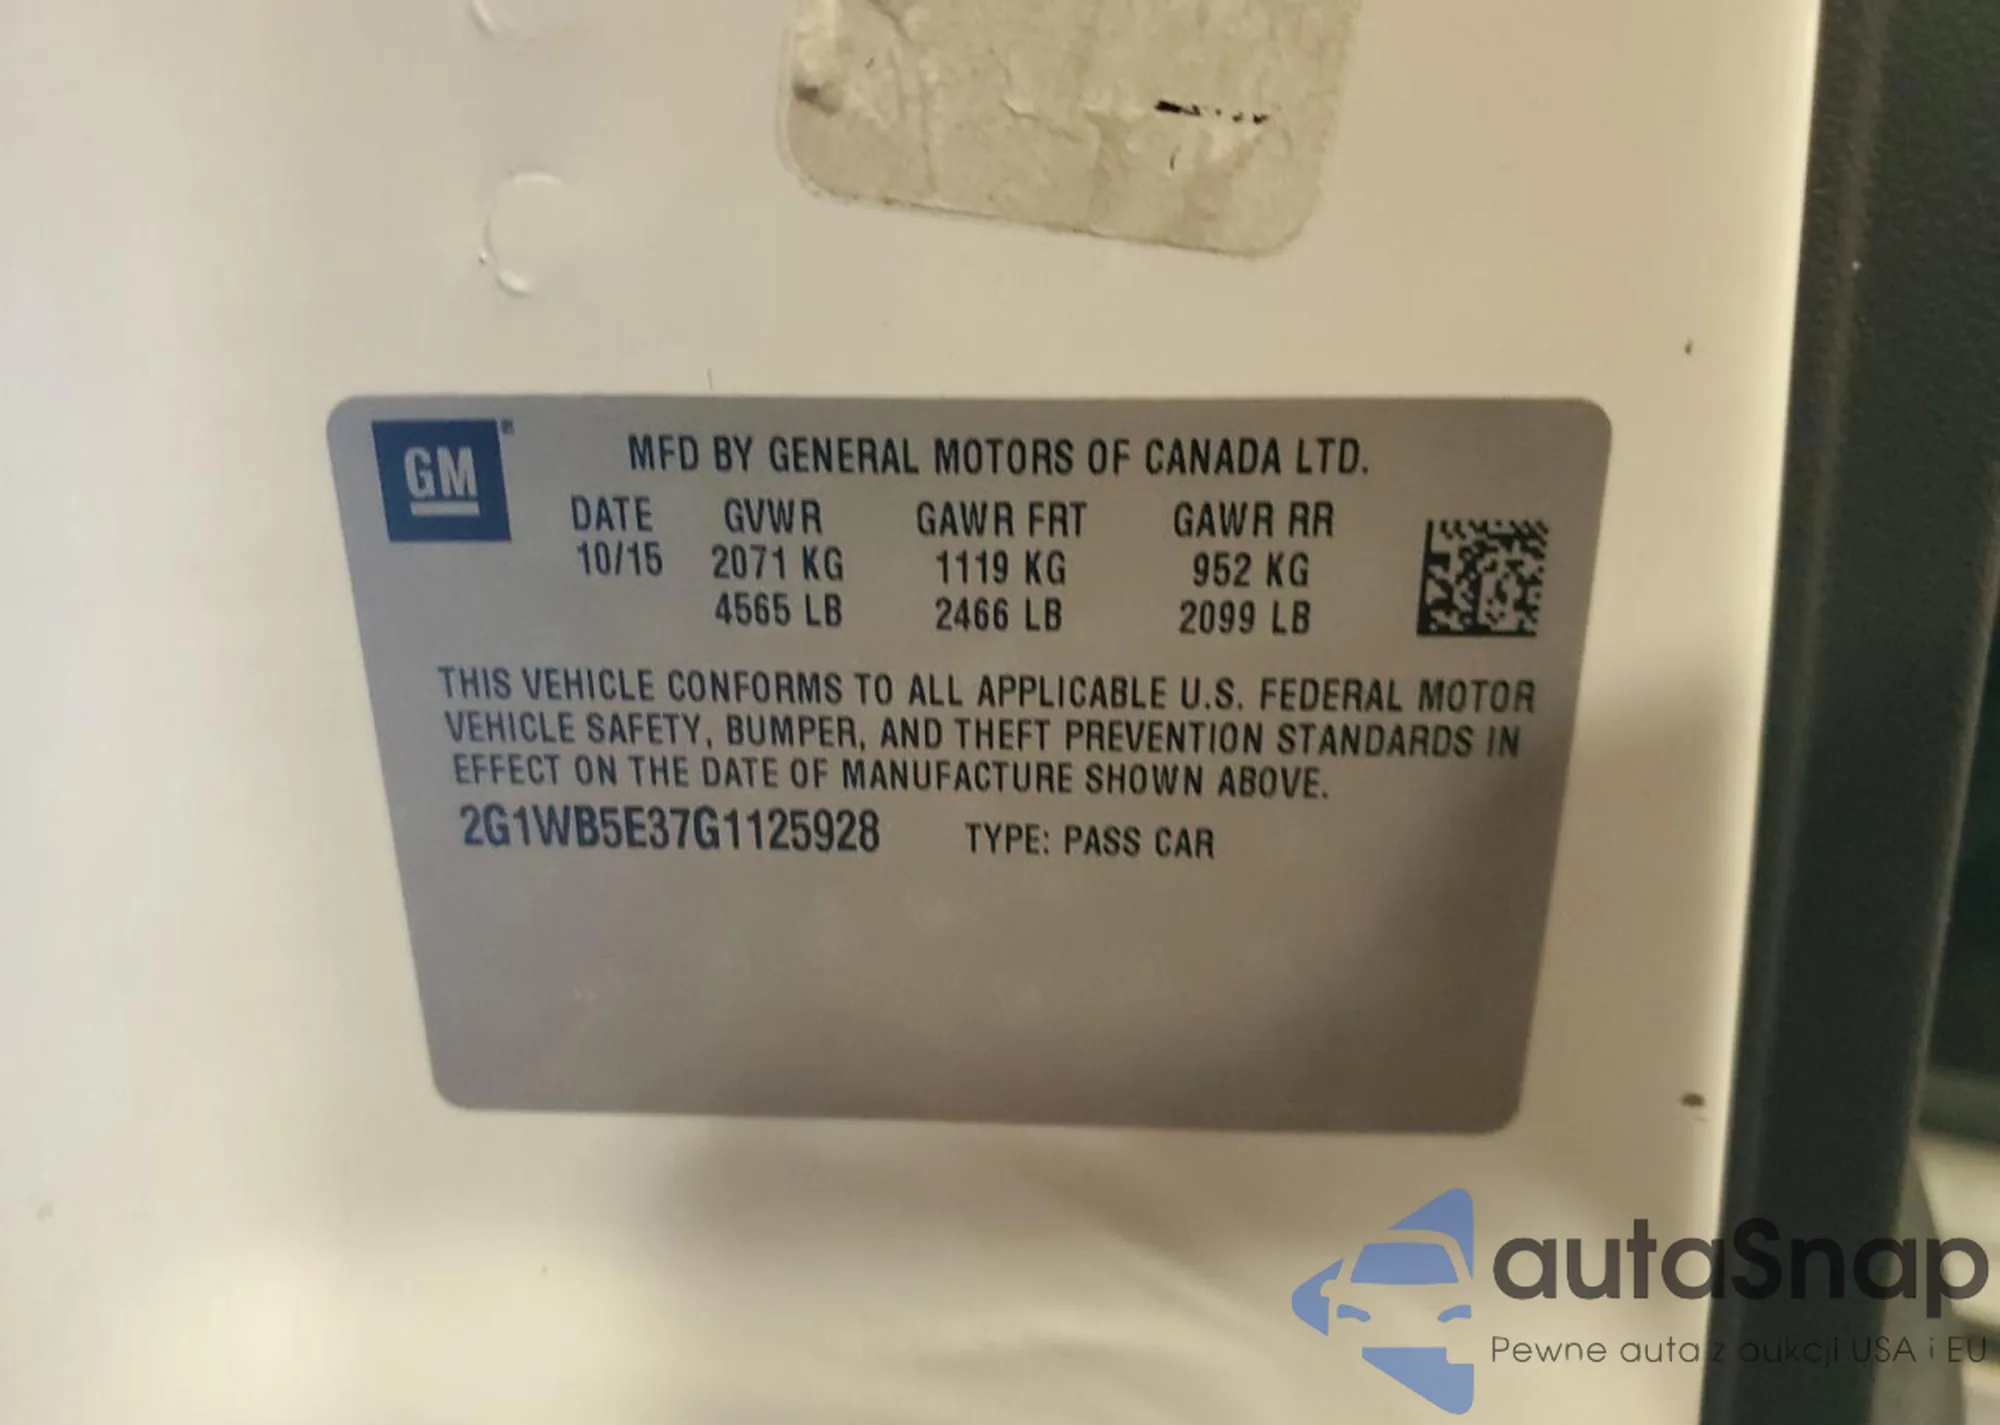 GM®
MFD BY GENERAL MOTORS OF CANADA LTD.
DATE GVWR GAWR FRT GAWR RR
10/15 2071 KG 1119 KG 952 KG
4565 LB 2466 LB 2099 LB
THIS VEHICLE CONFORMS TO ALL APPLICABLE U.S. FEDERAL MOTOR
VEHICLE SAFETY, BUMPER, AND THEFT PREVENTION STANDARDS IN
EFFECT ON THE DATE OF MANUFACTURE SHOWN ABOVE.
2G1WB5E37G1125928 TYPE: PASS CAR
autaSnap
Pewne auta z aukcji USA i EU